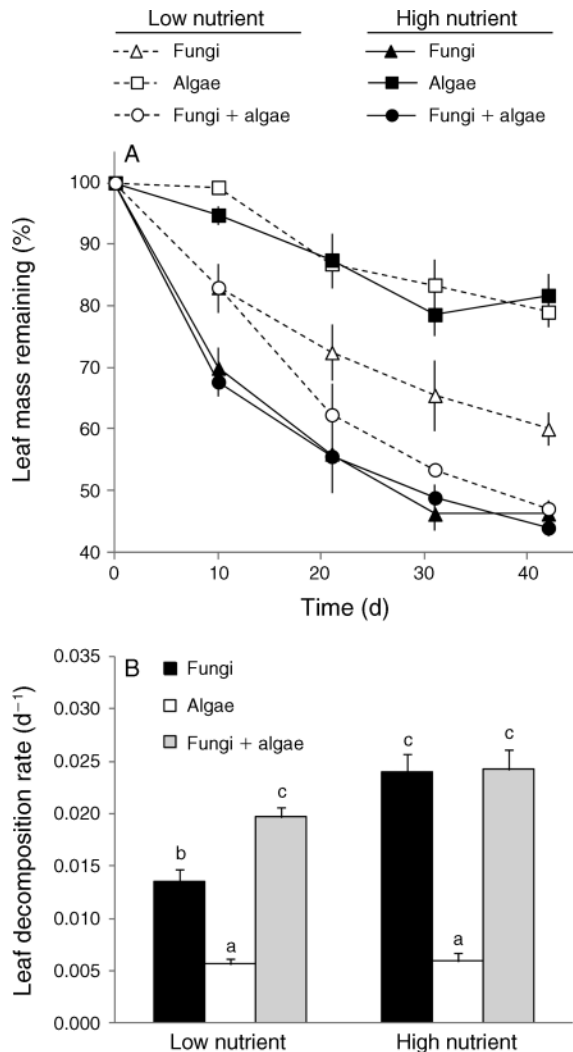 Low nutrient High nutrient
Fungi Fungi
Algae Algae
Fungi + algae Fungi + algae
A
100
90
80
70
60
50
40
Leaf mass remaining (%)
0 10 20 30 40
Time (d)
B
0.035
0.030
0.025
0.020
0.015
0.010
0.005
0.000
Leaf decomposition rate (d⁻¹)
Fungi
Algae
Fungi + algae
b a c c a c
Low nutrient High nutrient